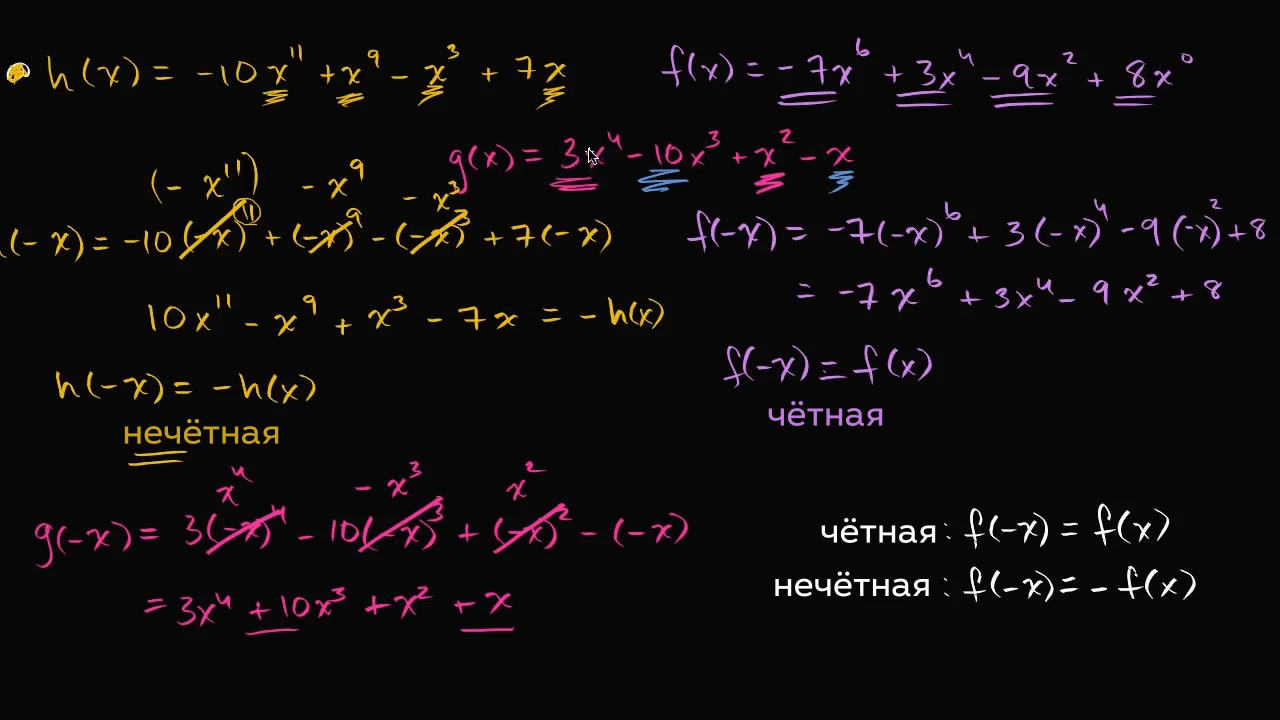 h(x) = -10x¹¹ + x⁹ - x³ + 7x
f(x) = -7x⁶ + 3x⁴ - 9x² + 8x⁰
g(x) = 3x⁴ - 10x³ + x² - x
(-x¹¹) -x⁹ -x³
(-x) = -10(-x)¹¹ + (-x)⁹ - (-x)³ + 7(-x)
10x¹¹ - x⁹ + x³ - 7x = -h(x)
h(-x) = -h(x)
нечётная
f(-x) = -7(-x)⁶ + 3(-x)⁴ - 9(-x)² + 8
= -7x⁶ + 3x⁴ - 9x² + 8
f(-x) = f(x)
чётная
x⁴ -x³ x²
g(-x) = 3(-x)⁴ - 10(-x)³ + (-x)² - (-x)
= 3x⁴ + 10x³ + x² + x
чётная : f(-x) = f(x)
нечётная : f(-x) = - f(x)